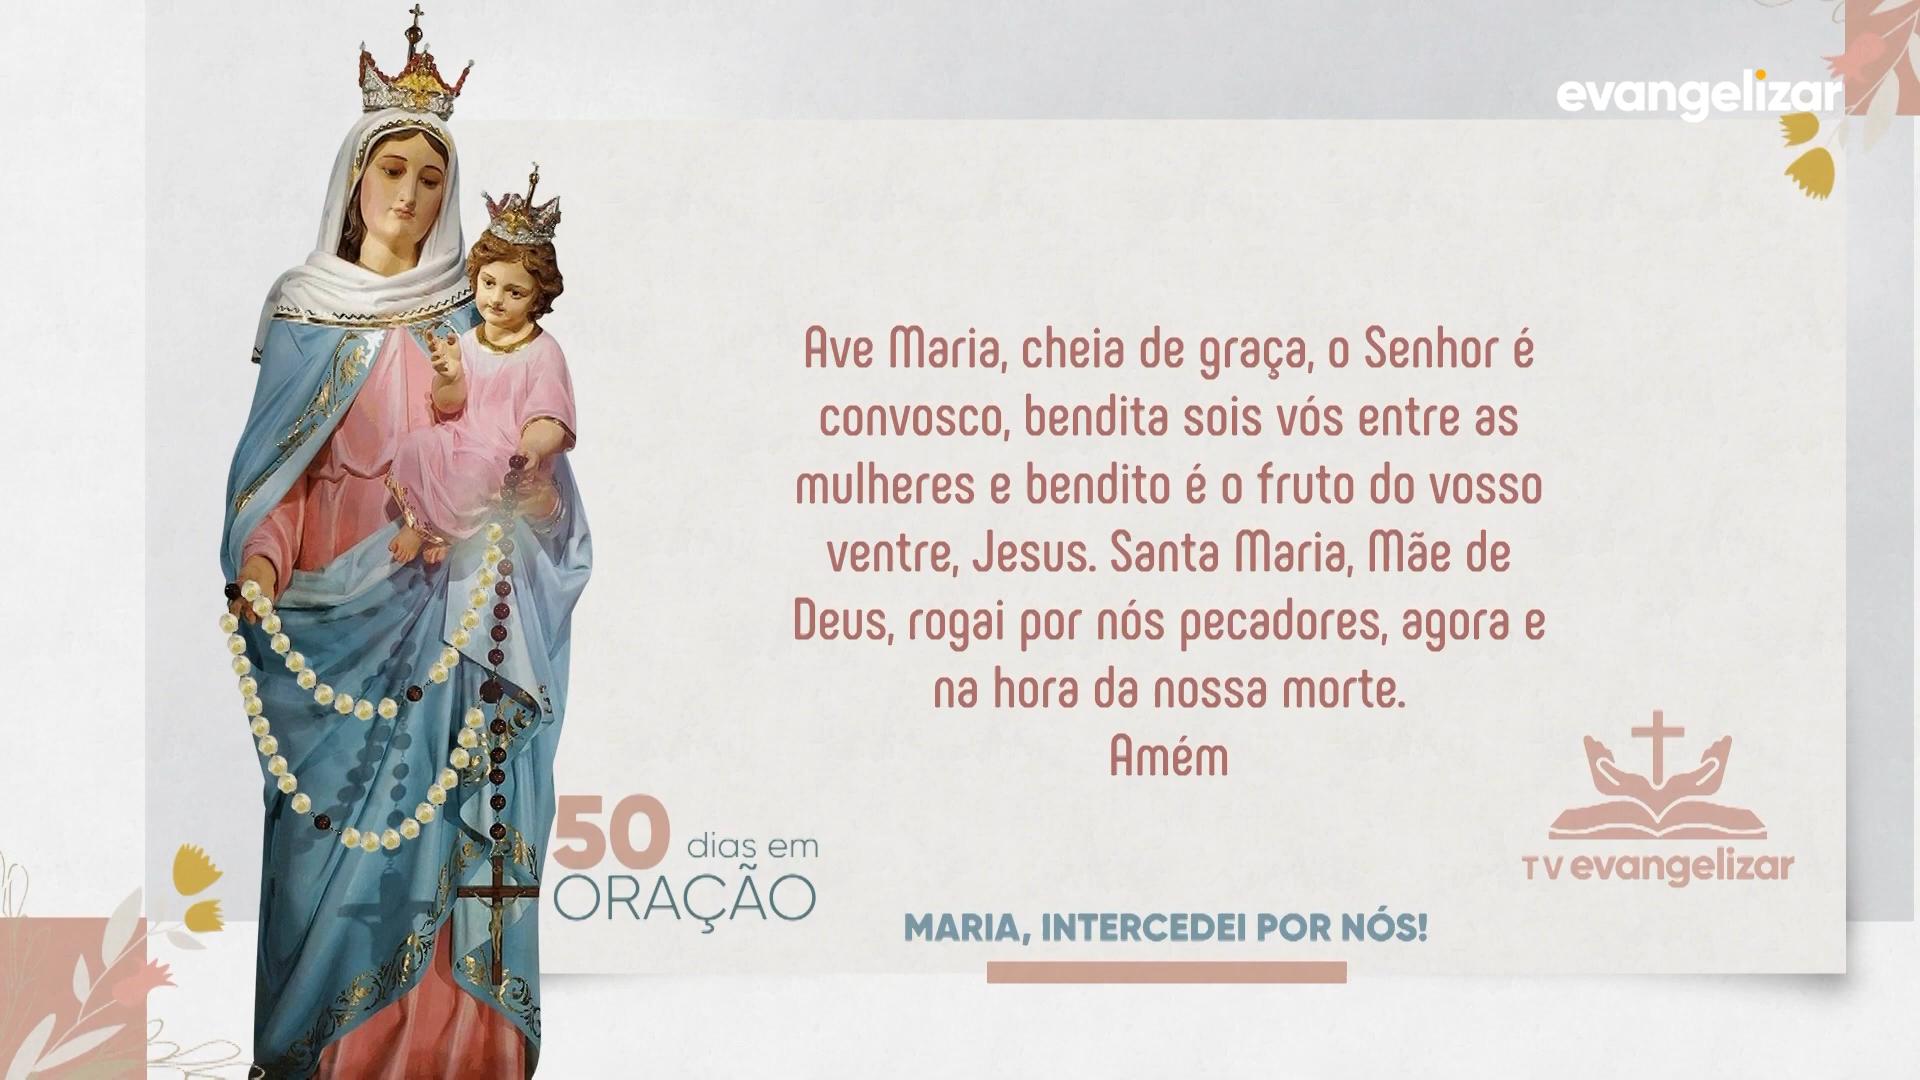 evangelizar
Ave Maria, cheia de graça, o Senhor é
convosco, bendita sois vós entre as
mulheres e bendito é o fruto do vosso
ventre, Jesus. Santa Maria, Mãe de
Deus, rogai por nós pecadores, agora e
na hora da nossa morte.
Amém
50 dias em
ORAÇÃO
TV evangelizar
MARIA, INTERCEDEI POR NÓS!